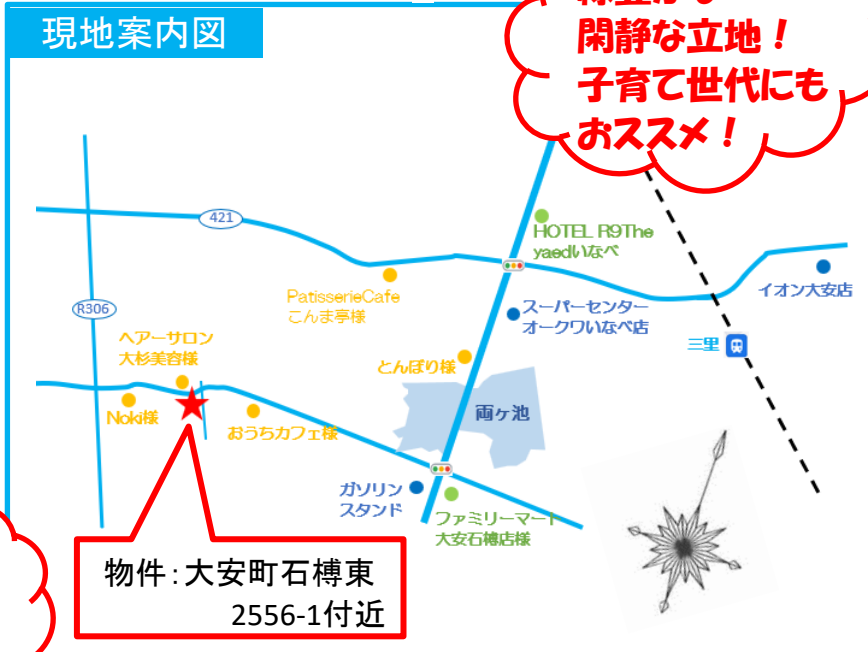 現地案内図
閑静な立地！
子育て世代にも
おススメ！
421
HOTEL R9The
yaedいなべ
PatisserieCafe
こんま亭様
イオン大安店
R306
スーパーセンター
オークワいなべ店
ヘアーサロン
大杉美容様
三里
とんぼり様
両ケ池
Noki様
おうちカフェ様
ガソリン
スタンド
ファミリーマート
大安石榑店様
物件：大安町石榑東
2556-1付近